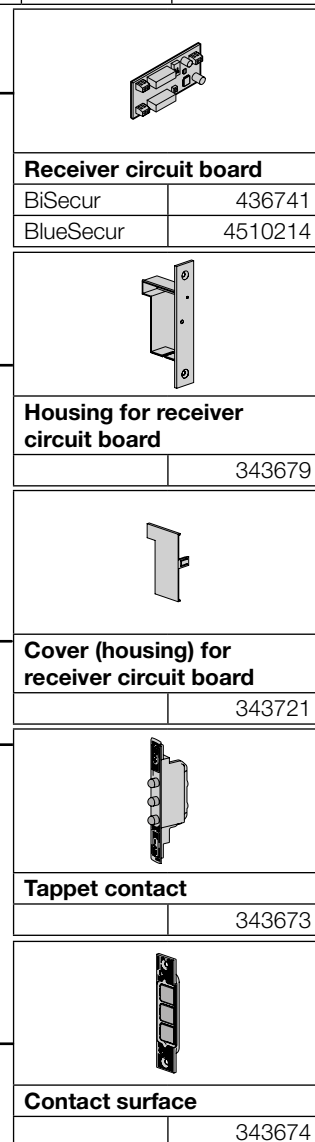 Receiver circuit board
BiSecur 436741
BlueSecur 4510214
Housing for receiver
circuit board
343679
Cover (housing) for
receiver circuit board
343721
Tappet contact
343673
Contact surface
343674